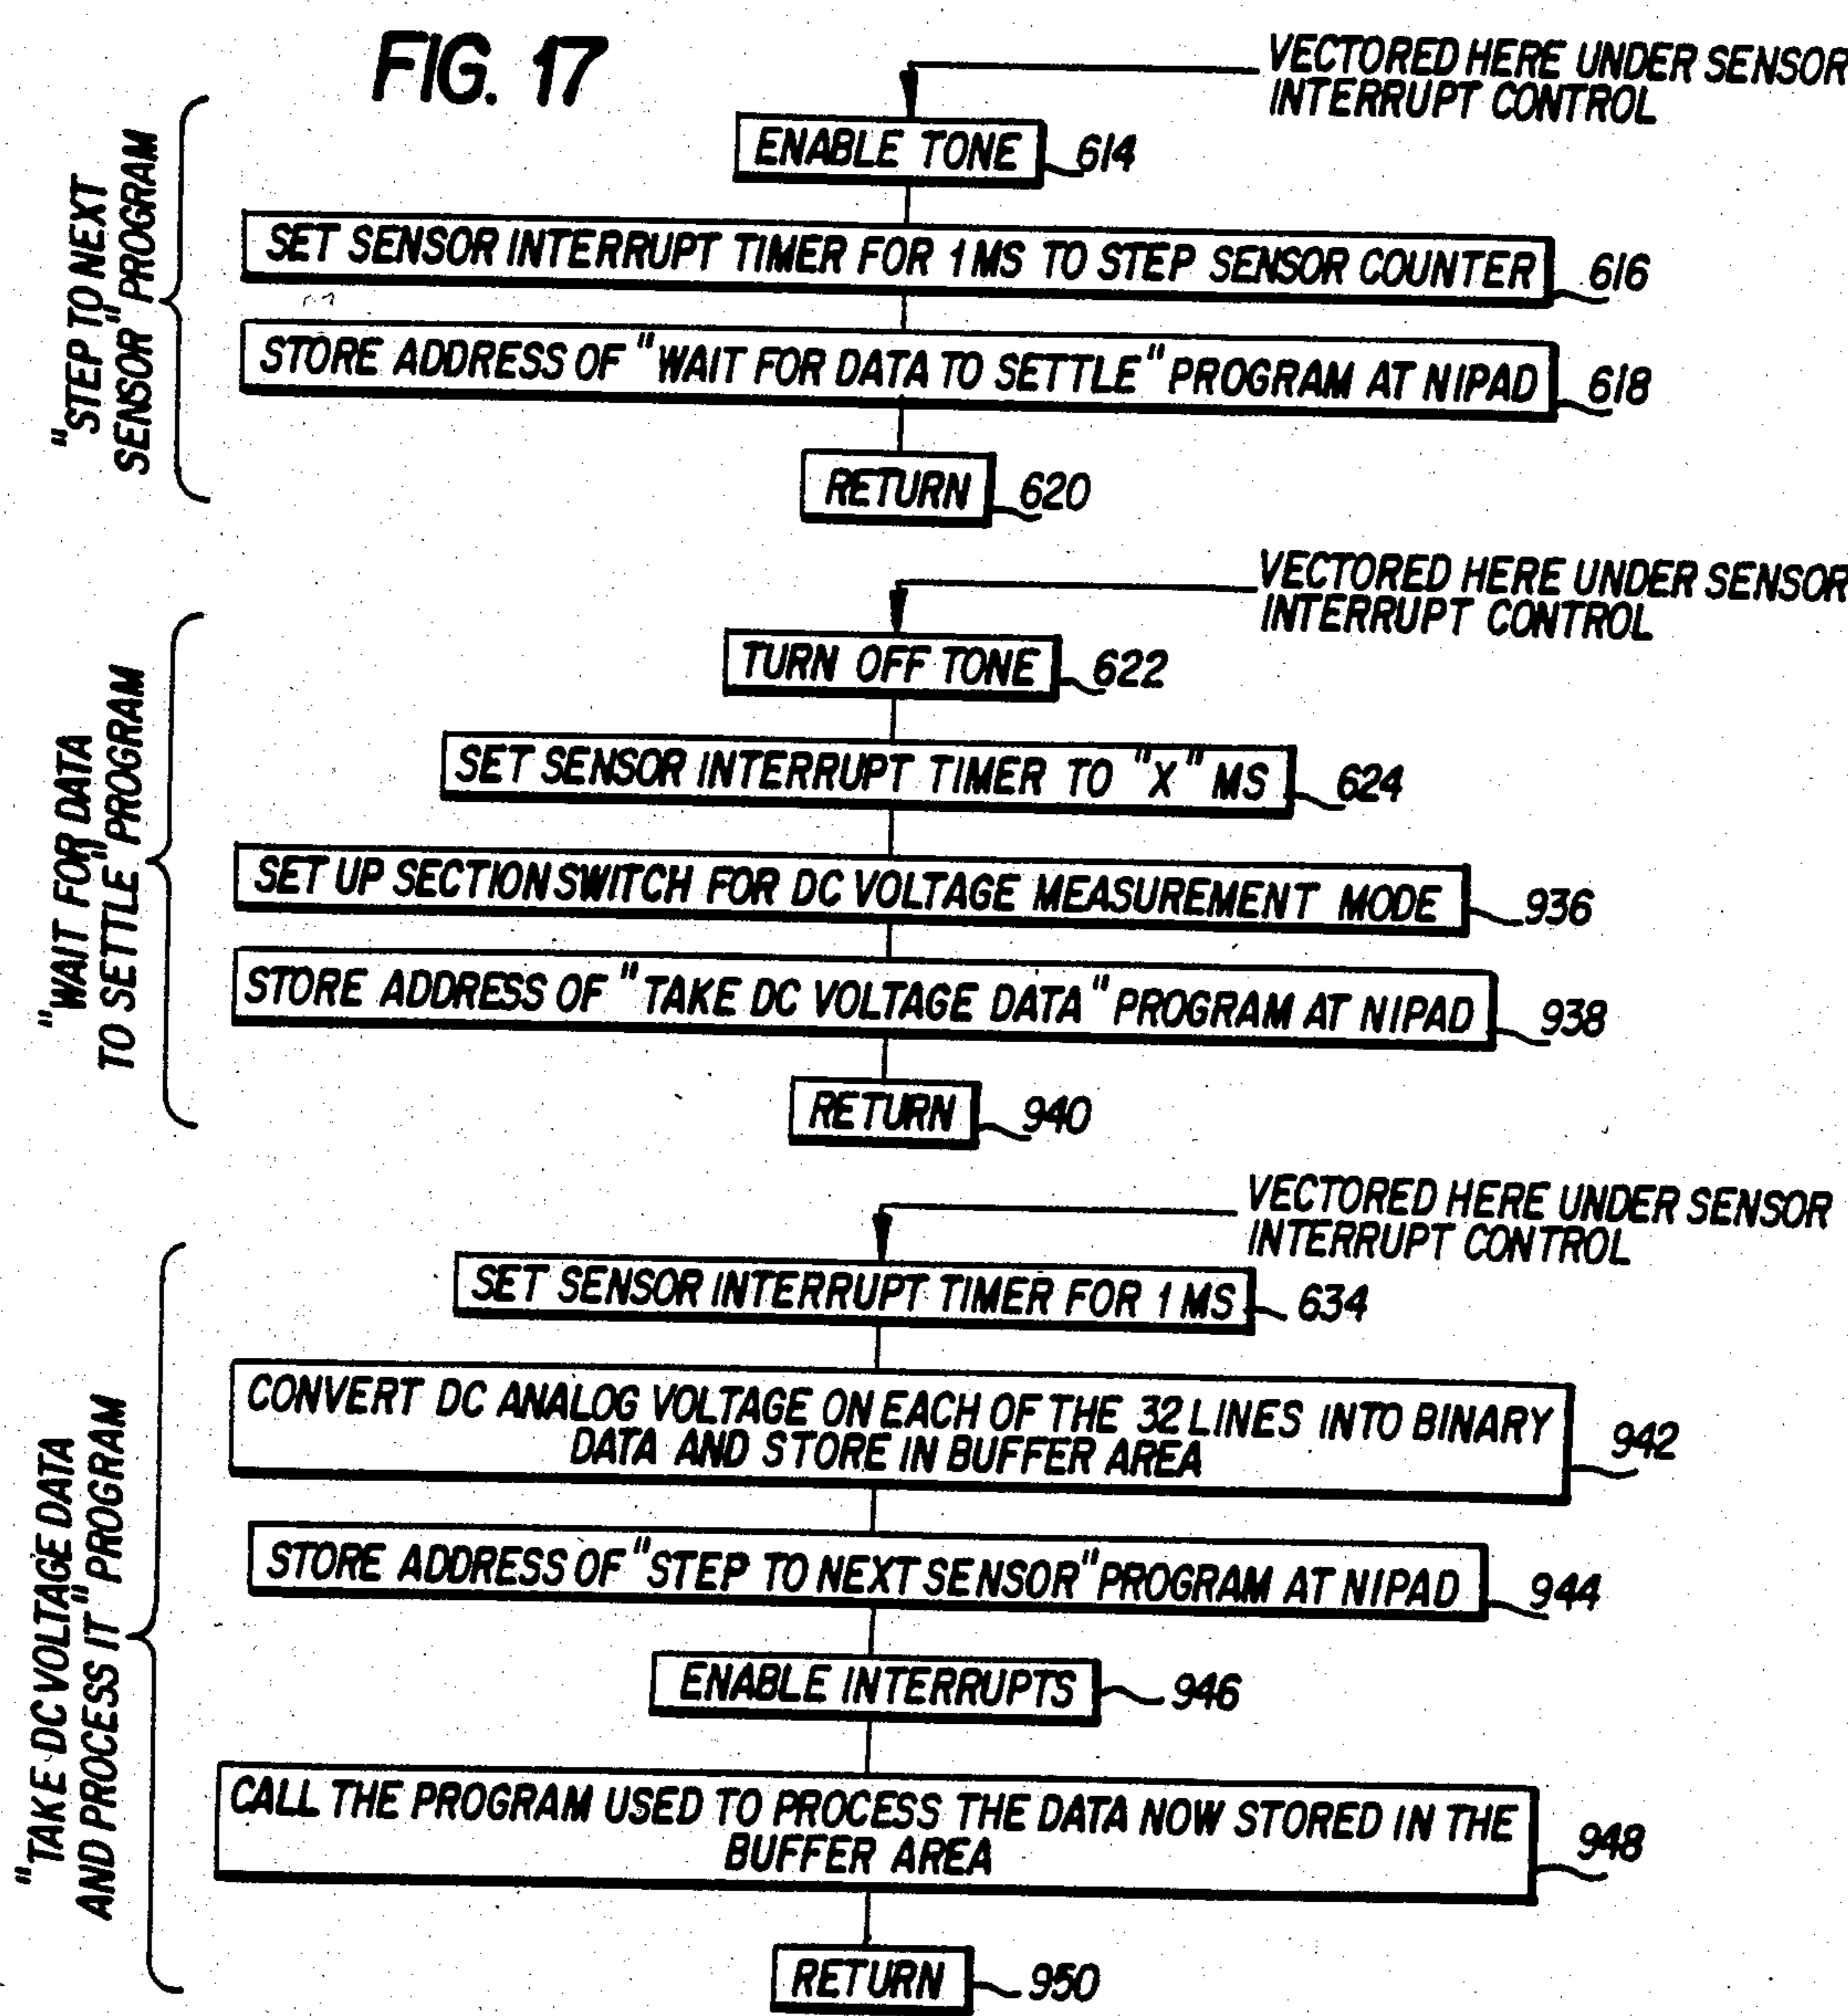 FIG. 17
VECTORED HERE UNDER SENSOR
INTERRUPT CONTROL
"STEP TO NEXT
SENSOR" PROGRAM
ENABLE TONE 614
SET SENSOR INTERRUPT TIMER FOR 1 MS TO STEP SENSOR COUNTER 616
STORE ADDRESS OF "WAIT FOR DATA TO SETTLE" PROGRAM AT NIPAD 618
RETURN 620
VECTORED HERE UNDER SENSOR
INTERRUPT CONTROL
"WAIT FOR DATA
TO SETTLE" PROGRAM
TURN OFF TONE 622
SET SENSOR INTERRUPT TIMER TO "X" MS 624
SET UP SECTION SWITCH FOR DC VOLTAGE MEASUREMENT MODE 936
STORE ADDRESS OF "TAKE DC VOLTAGE DATA" PROGRAM AT NIPAD 938
RETURN 940
VECTORED HERE UNDER SENSOR
INTERRUPT CONTROL
"TAKE DC VOLTAGE DATA
AND PROCESS IT" PROGRAM
SET SENSOR INTERRUPT TIMER FOR 1 MS 634
CONVERT DC ANALOG VOLTAGE ON EACH OF THE 32 LINES INTO BINARY
DATA AND STORE IN BUFFER AREA 942
STORE ADDRESS OF "STEP TO NEXT SENSOR" PROGRAM AT NIPAD 944
ENABLE INTERRUPTS 946
CALL THE PROGRAM USED TO PROCESS THE DATA NOW STORED IN THE
BUFFER AREA 948
RETURN 950